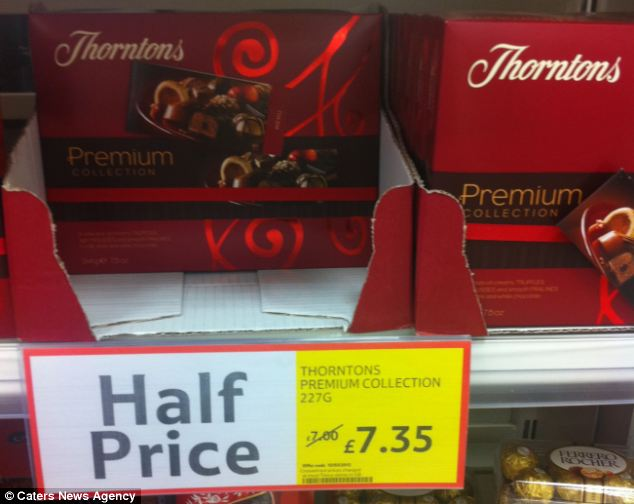 Thorntons
Premium
COLLECTION
Thorntons
Premium
COLLECTION
Half
Price
THORNTONS
PREMIUM COLLECTION
227G
£7.00
£7.35
FERRERO
ROCHER
© Caters News Agency